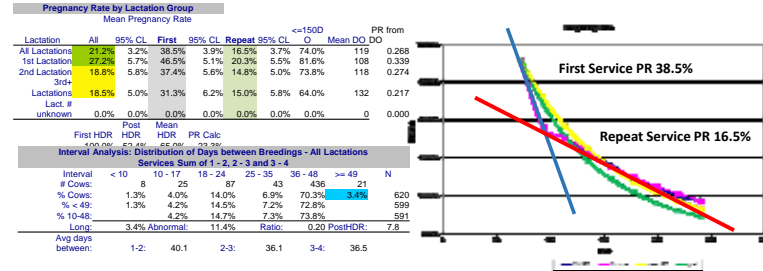 Pregnancy Rate by Lactation Group
Mean Pregnancy Rate
Lactation All 95% CL First 95% CL Repeat 95% CL <=150D O Mean DO PR from DO
All Lactations 21.2% 3.2% 38.5% 3.9% 16.5% 3.7% 74.0% 119 0.268
1st Lactation 27.2% 5.7% 46.5% 5.1% 20.3% 5.5% 81.6% 108 0.339
2nd Lactation 18.8% 5.8% 37.4% 5.6% 14.8% 5.0% 73.8% 118 0.274
3rd+
Lactations 18.5% 5.0% 31.3% 6.2% 15.0% 5.8% 64.0% 132 0.217
Lact. #
unknown 0.0% 0.0% 0.0% 0.0% 0.0% 0.0% 0.0% 0 0.000
Post Mean
First HDR HDR HDR PR Calc
Interval Analysis: Distribution of Days between Breedings - All Lactations
Services Sum of 1 - 2, 2 - 3 and 3 - 4
Interval < 10 10 - 17 18 - 24 25 - 35 36 - 48 >= 49 N
# Cows: 8 25 87 43 436 21
% Cows: 1.3% 4.0% 14.0% 6.9% 70.3% 3.4% 620
% < 49: 1.3% 4.2% 14.5% 7.2% 72.8% 599
% 10-48: 4.2% 14.7% 7.3% 73.8% 591
Long: 3.4% Abnormal: 11.4% Ratio: 0.20 PostHDR: 7.8
Avg days
between: 1-2: 40.1 2-3: 36.1 3-4: 36.5
First Service PR 38.5%
Repeat Service PR 16.5%